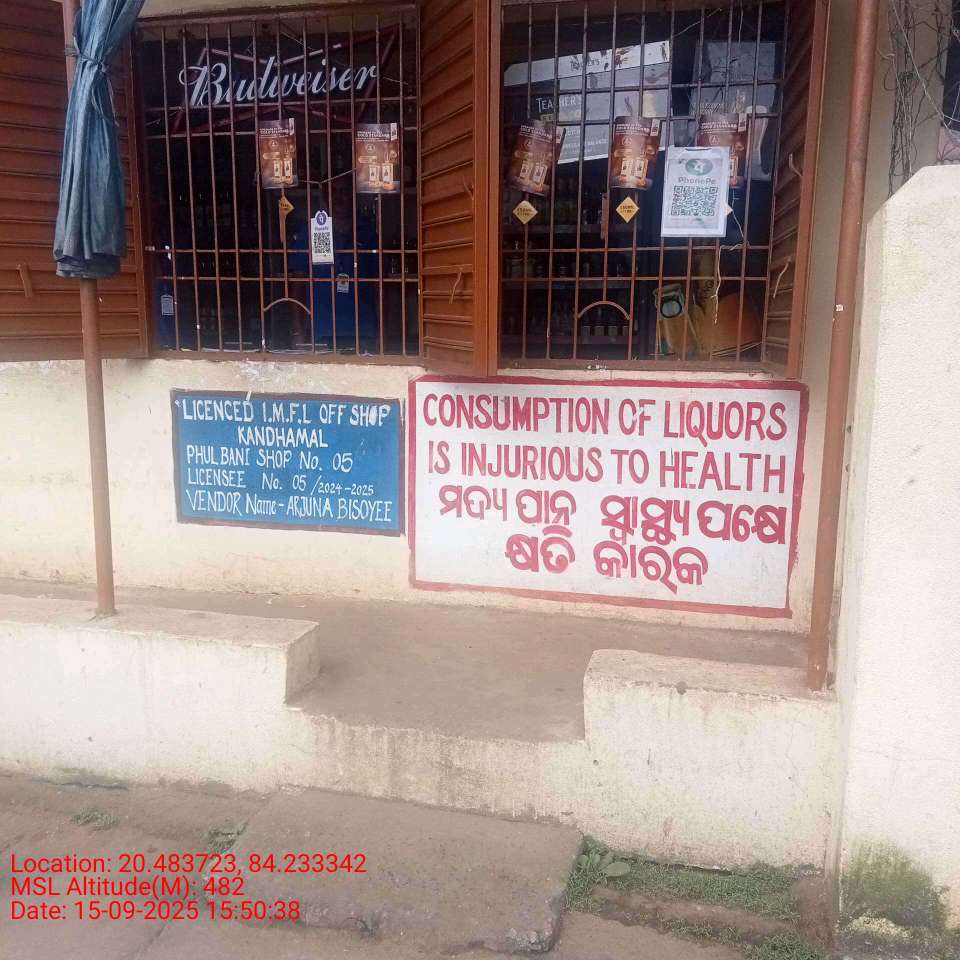 Budweiser
TEACHER'S
PhonePe
PhonePe
LICENCED I.M.F.L OFF SHOP
KANDHAMAL
PHULBANI SHOP No. 05
LICENSEE No. 05/2024-2025
VENDOR Name - ARJUNA BISOYEE
CONSUMPTION OF LIQUORS
IS INJURIOUS TO HEALTH
ମଦ୍ୟ ପାନ ସ୍ୱାସ୍ଥ୍ୟ ପକ୍ଷେ
କ୍ଷତି କାରକ
Location: 20.483723, 84.233342
MSL Altitude(M): 482
Date: 15-09-2025 15:50:38